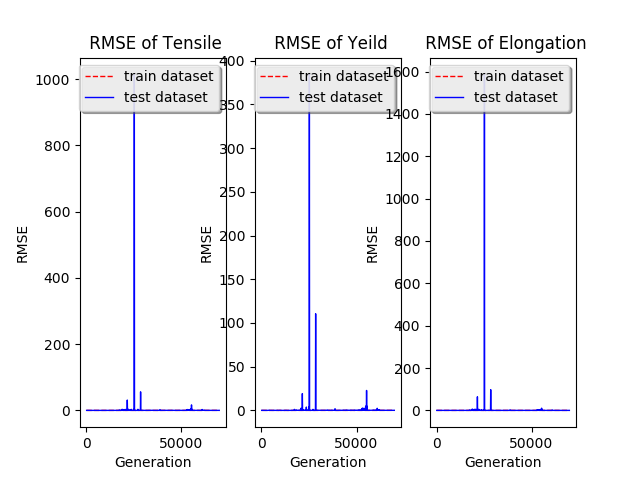 RMSE of Tensile
RMSE of Yeild
RMSE of Elongation
train dataset
test dataset
train dataset
test dataset
train dataset
test dataset
1000
800
600
400
200
0
RMSE
0
50000
Generation
400
350
300
250
200
150
100
50
0
RMSE
0
50000
Generation
1600
1400
1200
1000
800
600
400
200
0
RMSE
0
50000
Generation